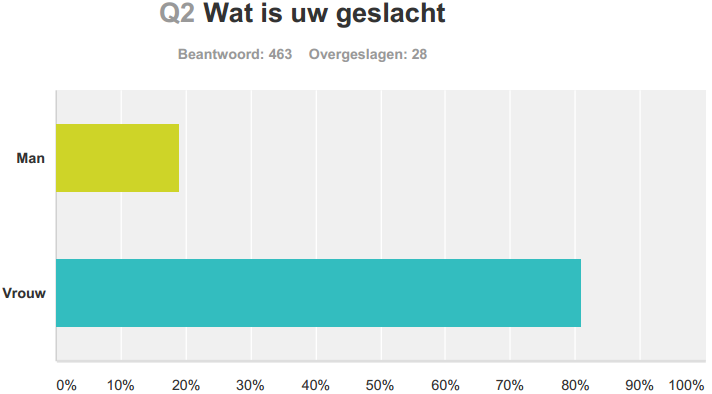 Q2 Wat is uw geslacht
Beantwoord: 463 Overgeslagen: 28
Man
Vrouw
0% 10% 20% 30% 40% 50% 60% 70% 80% 90% 100%